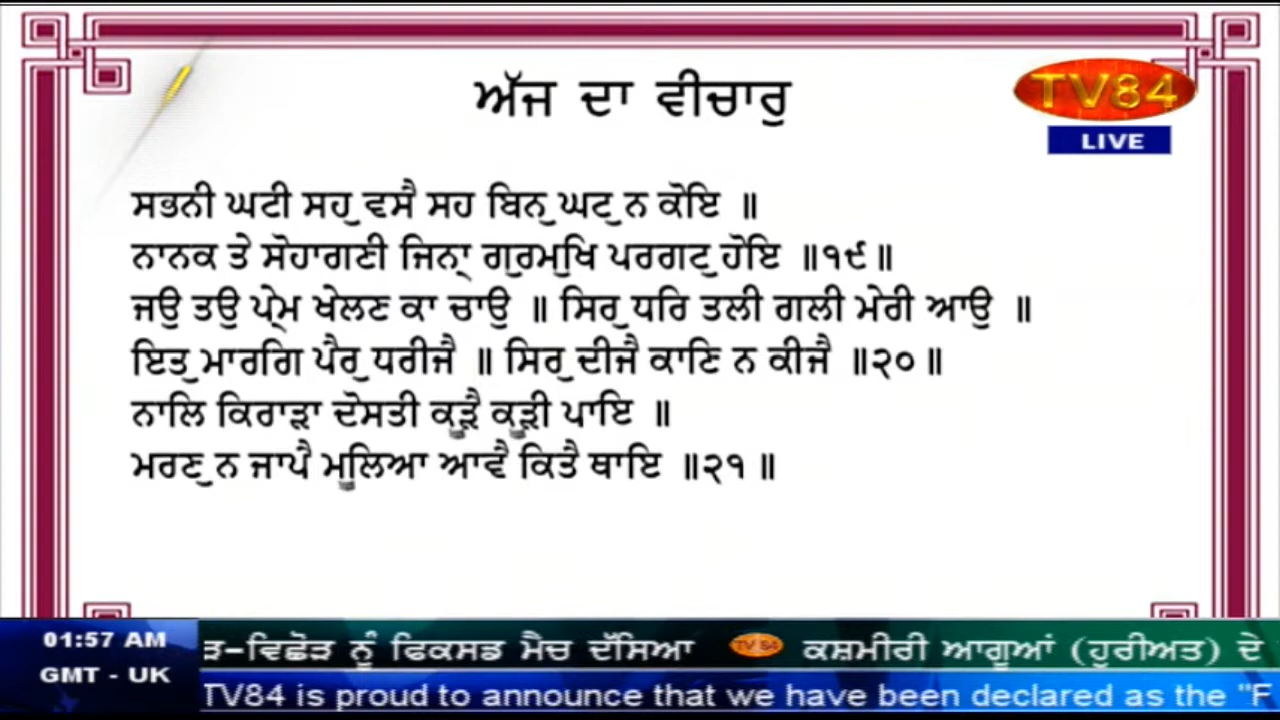 ਅੱਜ ਦਾ ਵੀਚਾਰੁ
TV84
LIVE
ਸਭਨੀ ਘਟੀ ਸਹੁ ਵਸੈ ਸਹ ਬਿਨੁ ਘਟੁ ਨ ਕੋਇ ॥
ਨਾਨਕ ਤੇ ਸੋਹਾਗਣੀ ਜਿਨਾ੍ ਗੁਰਮੁਖਿ ਪਰਗਟੁ ਹੋਇ ॥੧੯॥
ਜਉ ਤਉ ਪ੍ਰੇਮ ਖੇਲਣ ਕਾ ਚਾਉ ॥ ਸਿਰੁ ਧਰਿ ਤਲੀ ਗਲੀ ਮੇਰੀ ਆਉ ॥
ਇਤੁ ਮਾਰਗਿ ਪੈਰੁ ਧਰੀਜੈ ॥ ਸਿਰੁ ਦੀਜੈ ਕਾਣਿ ਨ ਕੀਜੈ ॥੨੦॥
ਨਾਲਿ ਕਿਰਾੜਾ ਦੋਸਤੀ ਕੂੜੈ ਕੂੜੀ ਪਾਇ ॥
ਮਰਣੁ ਨ ਜਾਪੈ ਮੂਲਿਆ ਆਵੈ ਕਿਤੈ ਥਾਇ ॥੨੧॥
01:57 AM
GMT - UK
ੜ-ਵਿਛੋੜ ਨੂੰ ਫਿਕਸਡ ਮੈਚ ਦੱਸਿਆ TV84 ਕਸ਼ਮੀਰੀ ਆਗੂਆਂ (ਹੁਰੀਅਤ) ਦੇ
TV84 is proud to announce that we have been declared as the "F